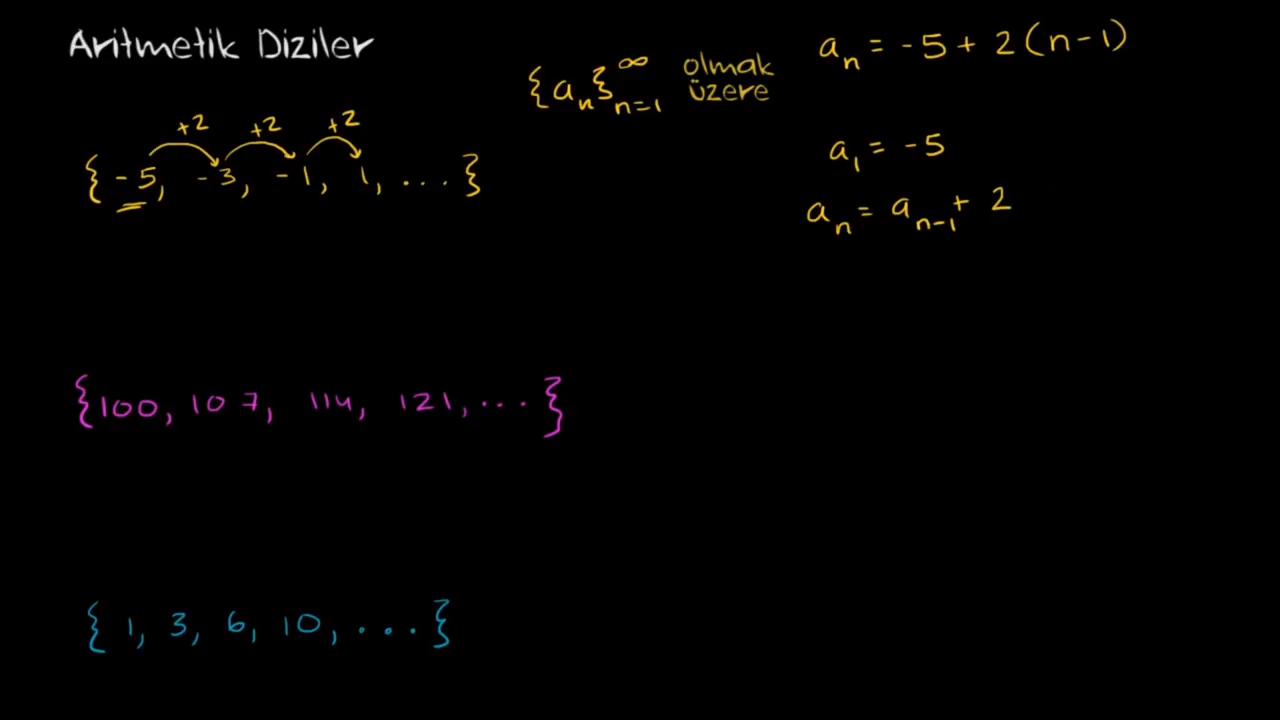 Aritmetik Diziler
{-5, -3, -1, 1, ...}
+2 +2 +2
{aₙ}^∞ₙ₌₁ olmak üzere
aₙ = -5 + 2(n-1)
a₁ = -5
aₙ = aₙ₋₁ + 2
{100, 107, 114, 121, ...}
{1, 3, 6, 10, ...}